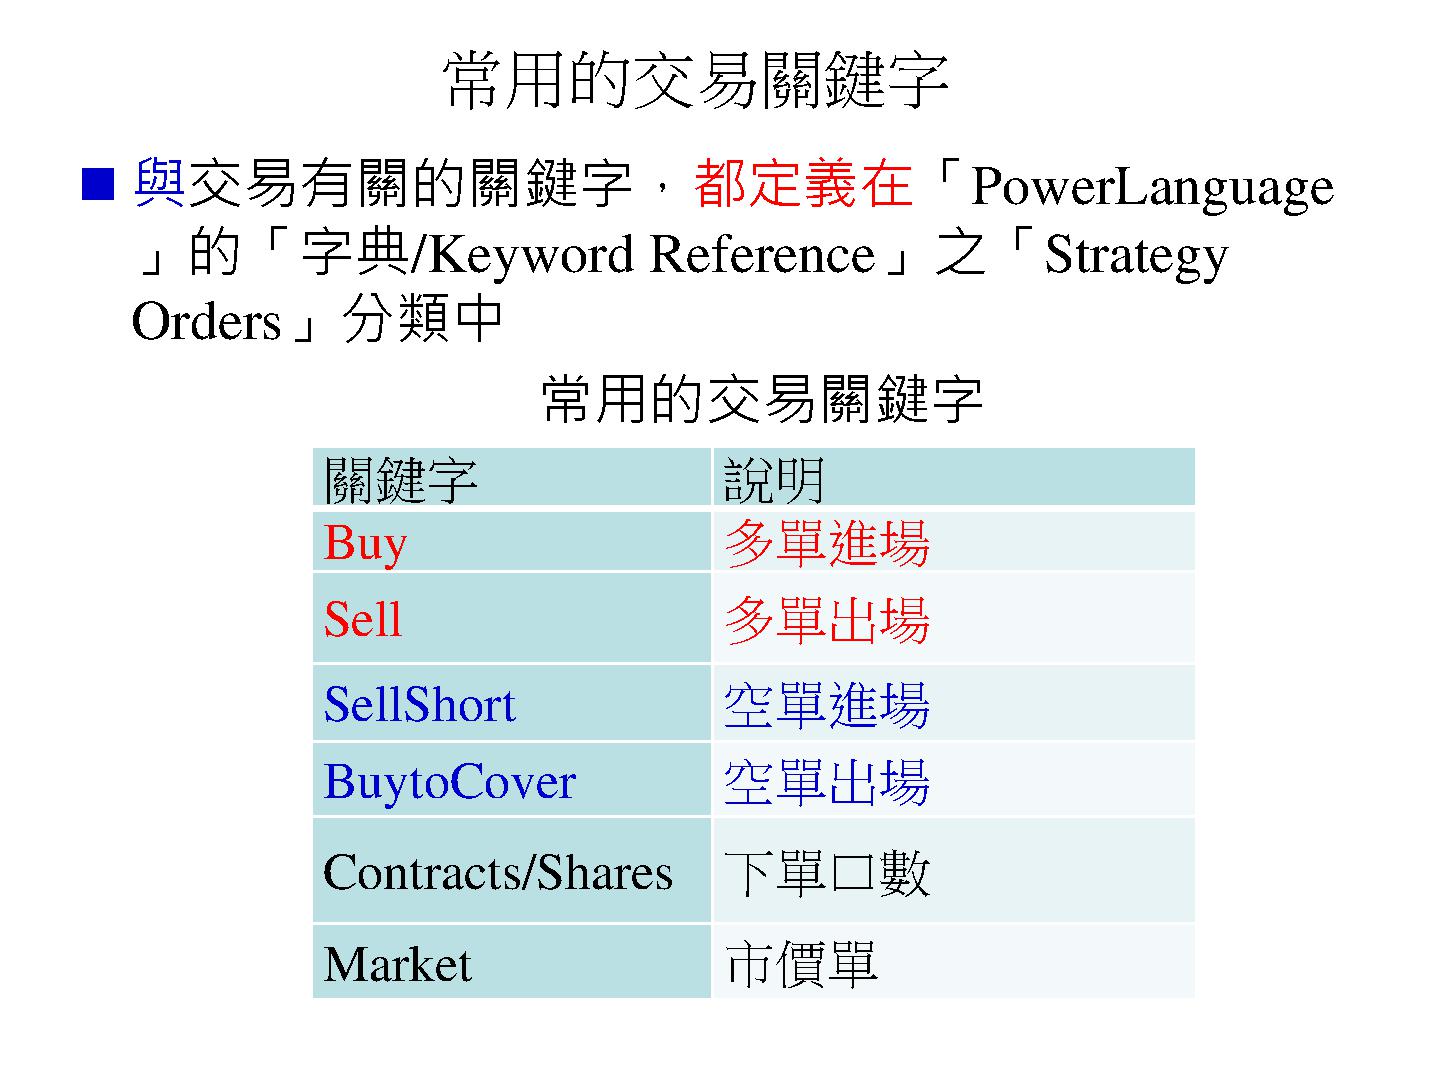 常用的交易關鍵字
與交易有關的關鍵字，都定義在「PowerLanguage
」的「字典/Keyword Reference」之「Strategy
Orders」分類中
常用的交易關鍵字
關鍵字 說明
Buy 多單進場
Sell 多單出場
SellShort 空單進場
BuytoCover 空單出場
Contracts/Shares 下單口數
Market 市價單